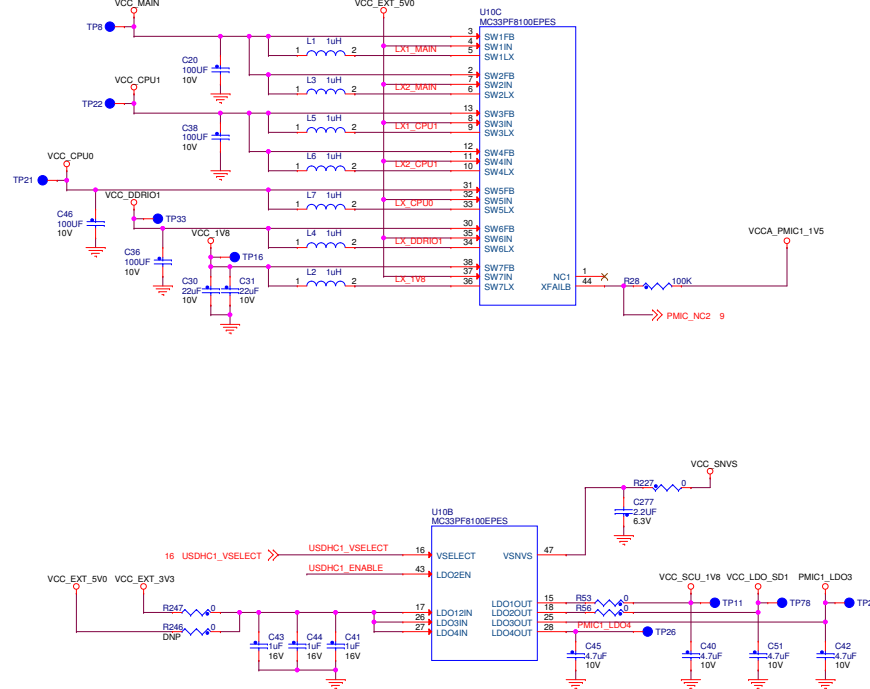 VCC_MAIN
VCC_EXT_5V0
U10C
MC33PF8100EPES
TP8
L1 1uH
1 2
LX1_MAIN
3 SW1FB
4 SW1IN
5 SW1LX
C20
100UF
10V
L3 1uH
1 2
LX2_MAIN
2 SW2FB
7 SW2IN
6 SW2LX
VCC_CPU1
TP22
L5 1uH
1 2
LX1_CPU1
13 SW3FB
8 SW3IN
9 SW3LX
C38
100UF
10V
L6 1uH
1 2
LX2_CPU1
12 SW4FB
11 SW4IN
10 SW4LX
VCC_CPU0
TP21
L7 1uH
1 2
LX_CPU0
31 SW5FB
32 SW5IN
33 SW5LX
C46
100UF
10V
VCC_DDRIO1
TP33
L4 1uH
1 2
LX_DDRIO1
30 SW6FB
35 SW6IN
34 SW6LX
C36
100UF
10V
VCC_1V8
TP16
L2 1uH
1 2
LX_1V8
38 SW7FB
37 SW7IN
36 SW7LX
C30
22uF
10V
C31
22uF
10V
NC1 1
XFAILB 44
VCCA_PMIC1_1V5
R28 100K
PMIC_NC2 9
VCC_SNVS
R227 0
C277
2.2UF
6.3V
U10B
MC33PF8100EPES
16 USDHC1_VSELECT
USDHC1_VSELECT
16 VSELECT
VSNVS 47
USDHC1_ENABLE
43 LDO2EN
VCC_EXT_5V0
VCC_EXT_3V3
R247 0
R246 0
DNP
17 LDO12IN
26 LDO3IN
27 LDO4IN
C43
1uF
16V
C44
1uF
16V
C41
1uF
16V
LDO1OUT 15
LDO2OUT 18
LDO3OUT 25
LDO4OUT 28
R53 0
R56 0
PMIC1_LDO4
TP26
VCC_SCU_1V8
VCC_LDO_SD1
PMIC1_LDO3
TP11
TP78
C45
4.7uF
10V
C40
4.7uF
10V
C51
4.7uF
10V
C42
4.7uF
10V